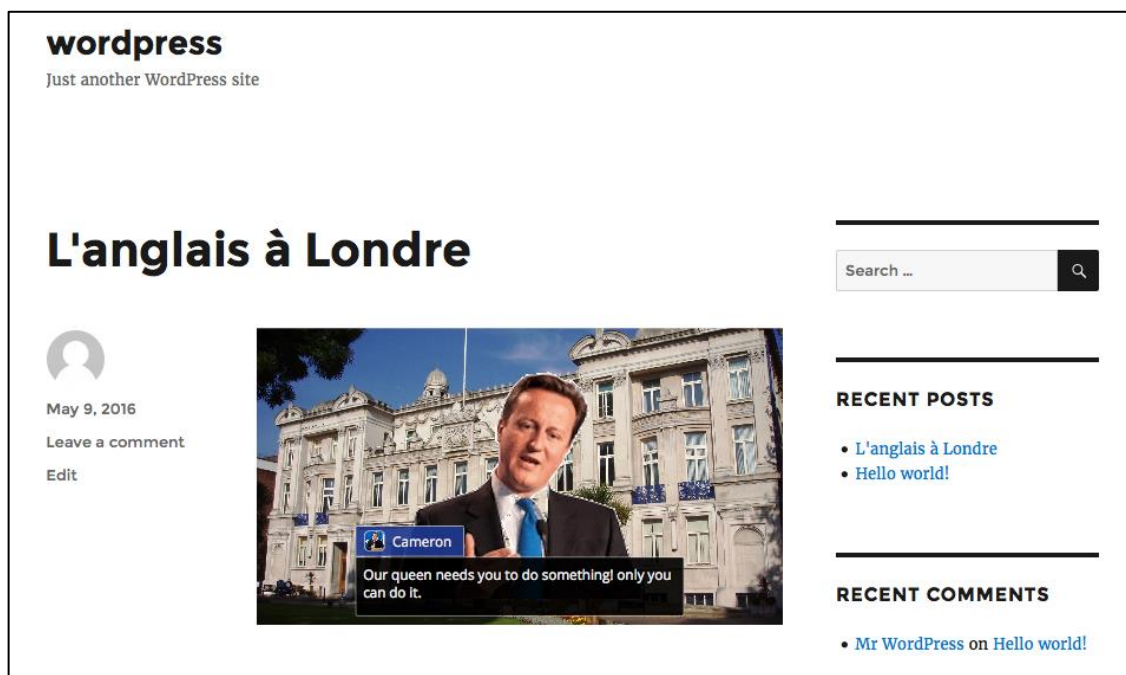 wordpress
Just another WordPress site
L'anglais à Londre
May 9, 2016
Leave a comment
Edit
Cameron
Our queen needs you to do something! only you
can do it.
Search ...
RECENT POSTS
L'anglais à Londre
Hello world!
RECENT COMMENTS
Mr WordPress on Hello world!